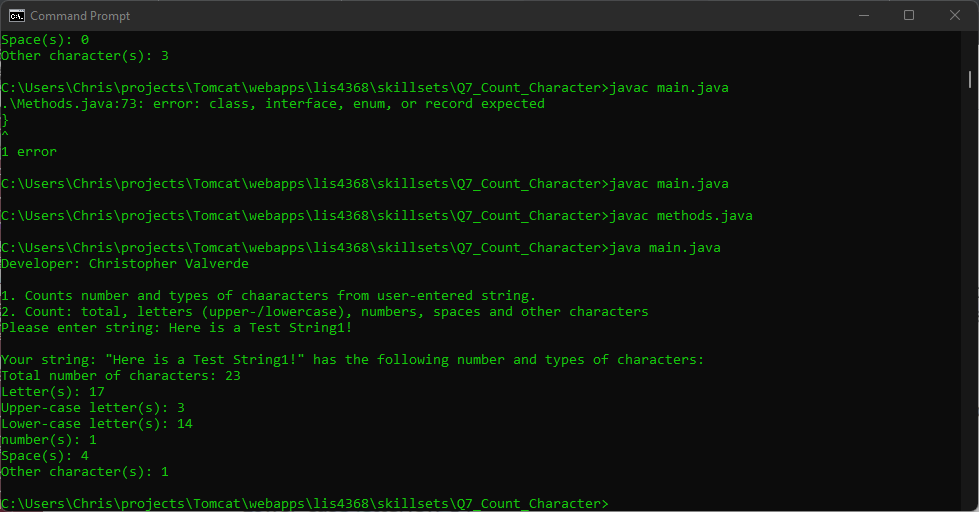 Command Prompt
Space(s): 0
Other character(s): 3
C:\Users\Chris\projects\Tomcat\webapps\lis4368\skillsets\Q7_Count_Character>javac main.java
.\Methods.java:73: error: class, interface, enum, or record expected
}
^
1 error
C:\Users\Chris\projects\Tomcat\webapps\lis4368\skillsets\Q7_Count_Character>javac main.java
C:\Users\Chris\projects\Tomcat\webapps\lis4368\skillsets\Q7_Count_Character>javac methods.java
C:\Users\Chris\projects\Tomcat\webapps\lis4368\skillsets\Q7_Count_Character>java main.java
Developer: Christopher Valverde
1. Counts number and types of chaaracters from user-entered string.
2. Count: total, letters (upper-/lowercase), numbers, spaces and other characters
Please enter string: Here is a Test String1!
Your string: "Here is a Test String1!" has the following number and types of characters:
Total number of characters: 23
Letter(s): 17
Upper-case letter(s): 3
Lower-case letter(s): 14
number(s): 1
Space(s): 4
Other character(s): 1
C:\Users\Chris\projects\Tomcat\webapps\lis4368\skillsets\Q7_Count_Character>